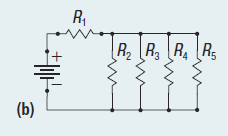 R₁
R₂ R₃ R₄ R₅
+
−
(b)